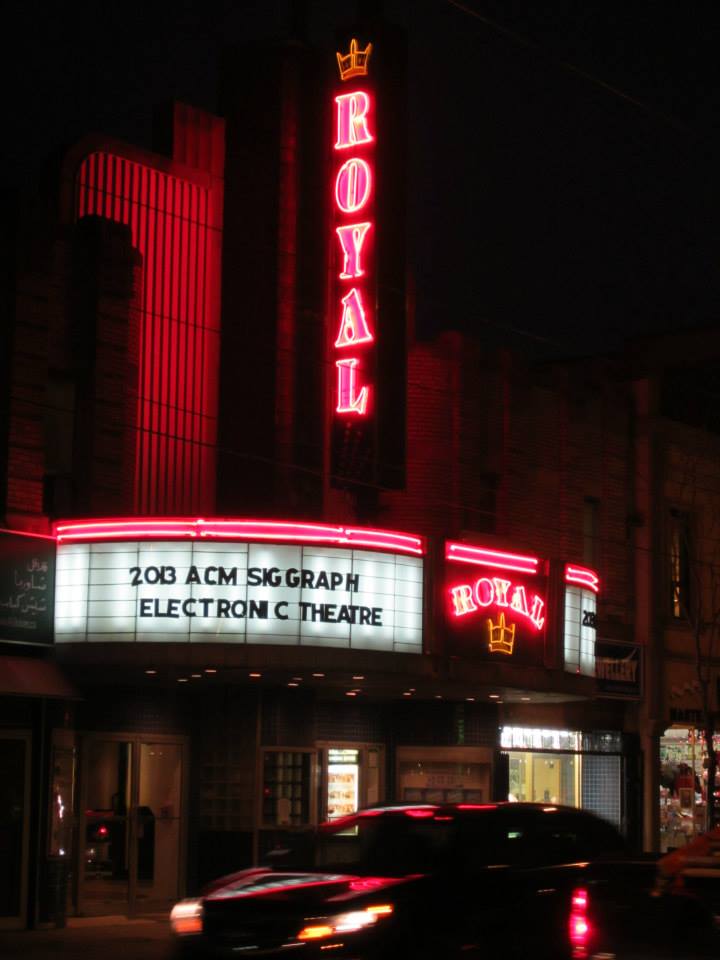 ROYAL
2013 ACM SIGGRAPH
ELECTRONIC THEATRE
ROYAL